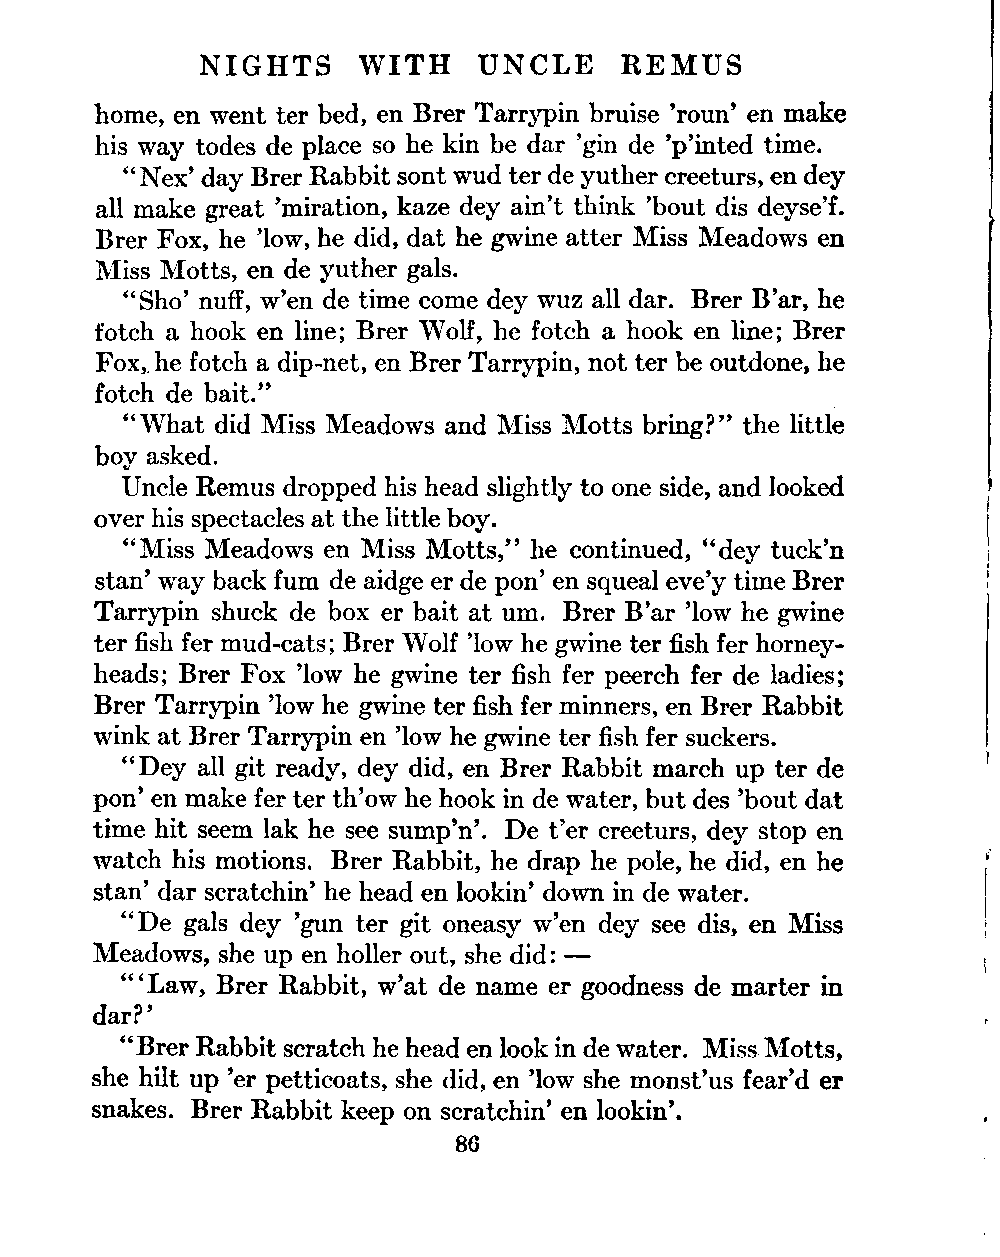 NIGHTS WITH UNCLE REMUS
home, en went ter bed, en Brer Tarrypin bruise ’roun’ en make
his way todes de place so he kin be dar ’gin de ’p’inted time.
“Nex’ day Brer Rabbit sont wud ter de yuther creeturs, en dey
all make great ’miration, kaze dey ain’t think ’bout dis deyse’f.
Brer Fox, he ’low, he did, dat he gwine atter Miss Meadows en
Miss Motts, en de yuther gals.
“Sho’ nuff, w’en de time come dey wuz all dar. Brer B’ar, he
fotch a hook en line; Brer Wolf, he fotch a hook en line; Brer
Fox, he fotch a dip-net, en Brer Tarrypin, not ter be outdone, he
fotch de bait.”
“What did Miss Meadows and Miss Motts bring?” the little
boy asked.
Uncle Remus dropped his head slightly to one side, and looked
over his spectacles at the little boy.
“Miss Meadows en Miss Motts,” he continued, “dey tuck’n
stan’ way back fum de aidge er de pon’ en squeal eve’y time Brer
Tarrypin shuck de box er bait at um. Brer B’ar ’low he gwine
ter fish fer mud-cats; Brer Wolf ’low he gwine ter fish fer horney-
heads; Brer Fox ’low he gwine ter fish fer peerch fer de ladies;
Brer Tarrypin ’low he gwine ter fish fer minners, en Brer Rabbit
wink at Brer Tarrypin en ’low he gwine ter fish fer suckers.
“Dey all git ready, dey did, en Brer Rabbit march up ter de
pon’ en make fer ter th’ow he hook in de water, but des ’bout dat
time hit seem lak he see sump’n’. De t’er creeturs, dey stop en
watch his motions. Brer Rabbit, he drap he pole, he did, en he
stan’ dar scratchin’ he head en lookin’ down in de water.
“De gals dey ’gun ter git oneasy w’en dey see dis, en Miss
Meadows, she up en holler out, she did: —
“‘Law, Brer Rabbit, w’at de name er goodness de marter in
dar?’
“Brer Rabbit scratch he head en look in de water. Miss Motts,
she hilt up ’er petticoats, she did, en ’low she monst’us fear’d er
snakes. Brer Rabbit keep on scratchin’ en lookin’.
86